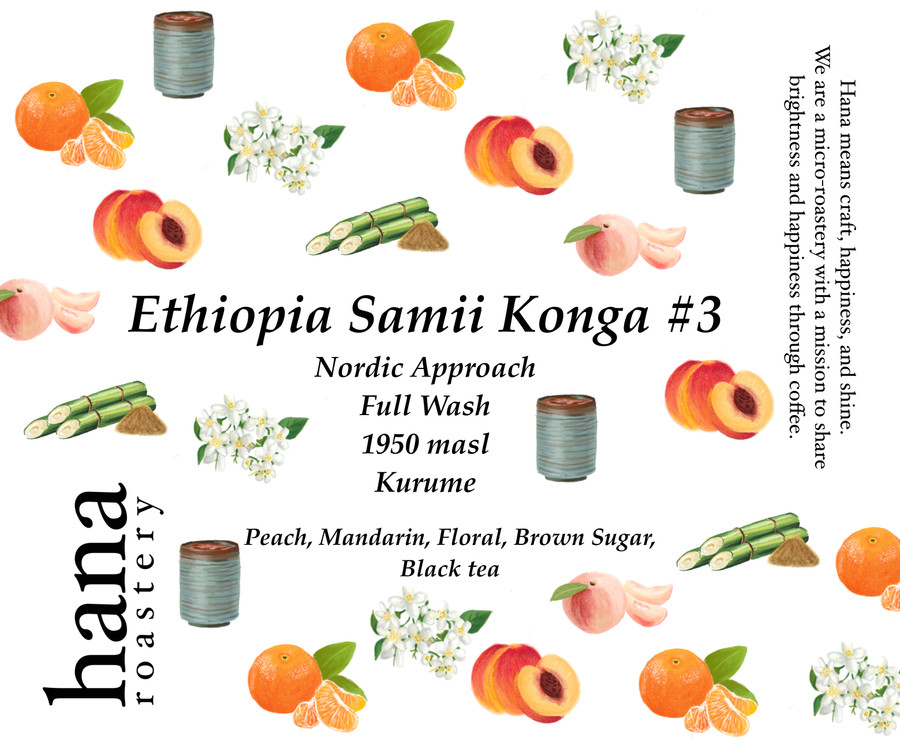 Ethiopia Samii Konga #3
Nordic Approach
Full Wash
1950 masl
Kurume
Peach, Mandarin, Floral, Brown Sugar,
Black tea
hana
roastery
Hana means craft, happiness, and shine.
We are a micro-roastery with a mission to share
brightness and happiness through coffee.